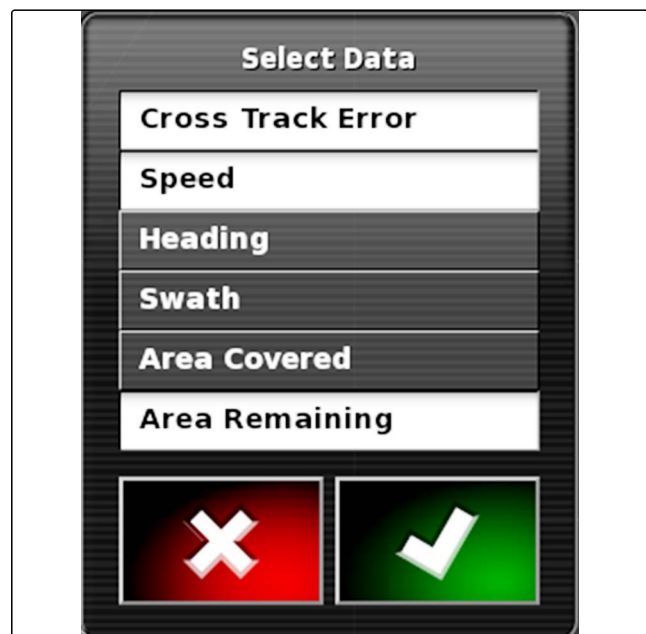 Select Data
Cross Track Error
Speed
Heading
Swath
Area Covered
Area Remaining